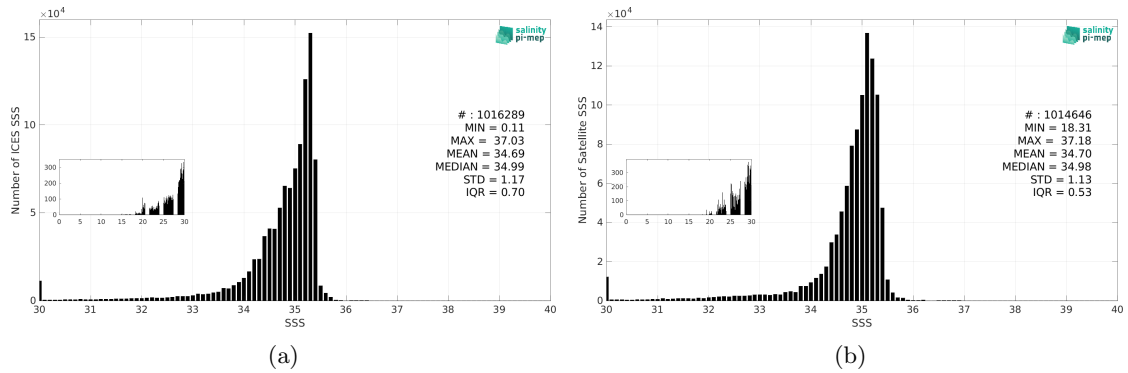 ×10⁴
salinity
pi-mep
15
10
5
0
Number of ICES SSS
# : 1016289
MIN = 0.11
MAX = 37.03
MEAN = 34.69
MEDIAN = 34.99
STD = 1.17
IQR = 0.70
300
200
100
0
0 5 10 15 20 25 30
30 31 32 33 34 35 36 37 38 39 40
SSS
(a)
×10⁴
salinity
pi-mep
14
12
10
8
6
4
2
0
Number of Satellite SSS
# : 1014646
MIN = 18.31
MAX = 37.18
MEAN = 34.70
MEDIAN = 34.98
STD = 1.13
IQR = 0.53
300
200
100
0
0 5 10 15 20 25 30
30 31 32 33 34 35 36 37 38 39 40
SSS
(b)